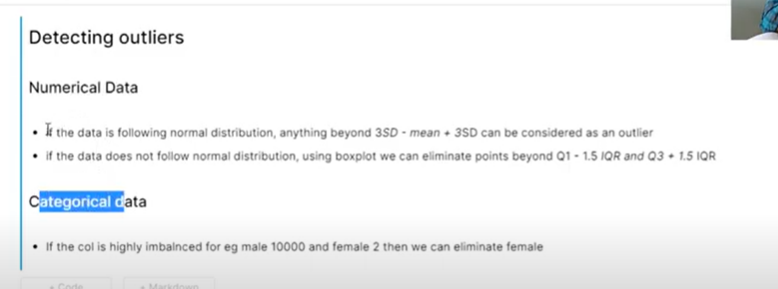 Detecting outliers
Numerical Data
• If the data is following normal distribution, anything beyond 3SD - mean + 3SD can be considered as an outlier
• if the data does not follow normal distribution, using boxplot we can eliminate points beyond Q1 - 1.5 IQR and Q3 + 1.5 IQR
Categorical data
• If the col is highly imbalnced for eg male 10000 and female 2 then we can eliminate female
+ Code
+ Markdown